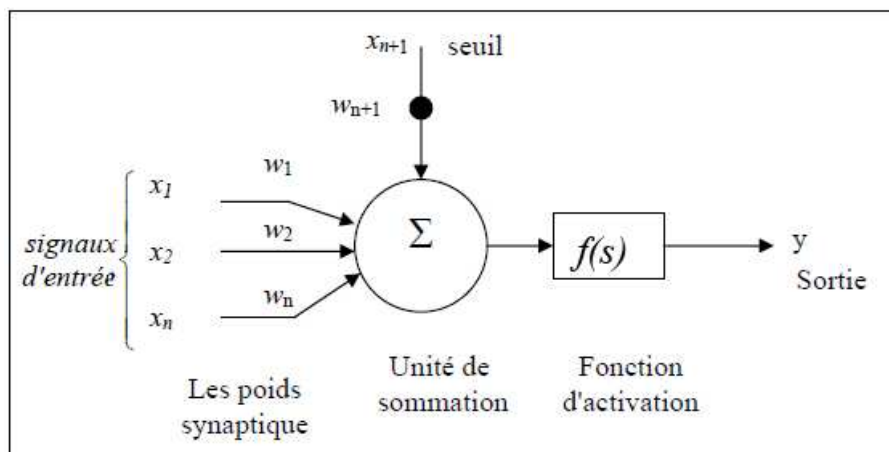 xn+1 seuil
wn+1
w1
x1
signaux
d'entrée
w2
x2
Σ
f(s)
y
Sortie
wn
xn
Les poids
synaptique
Unité de
sommation
Fonction
d'activation